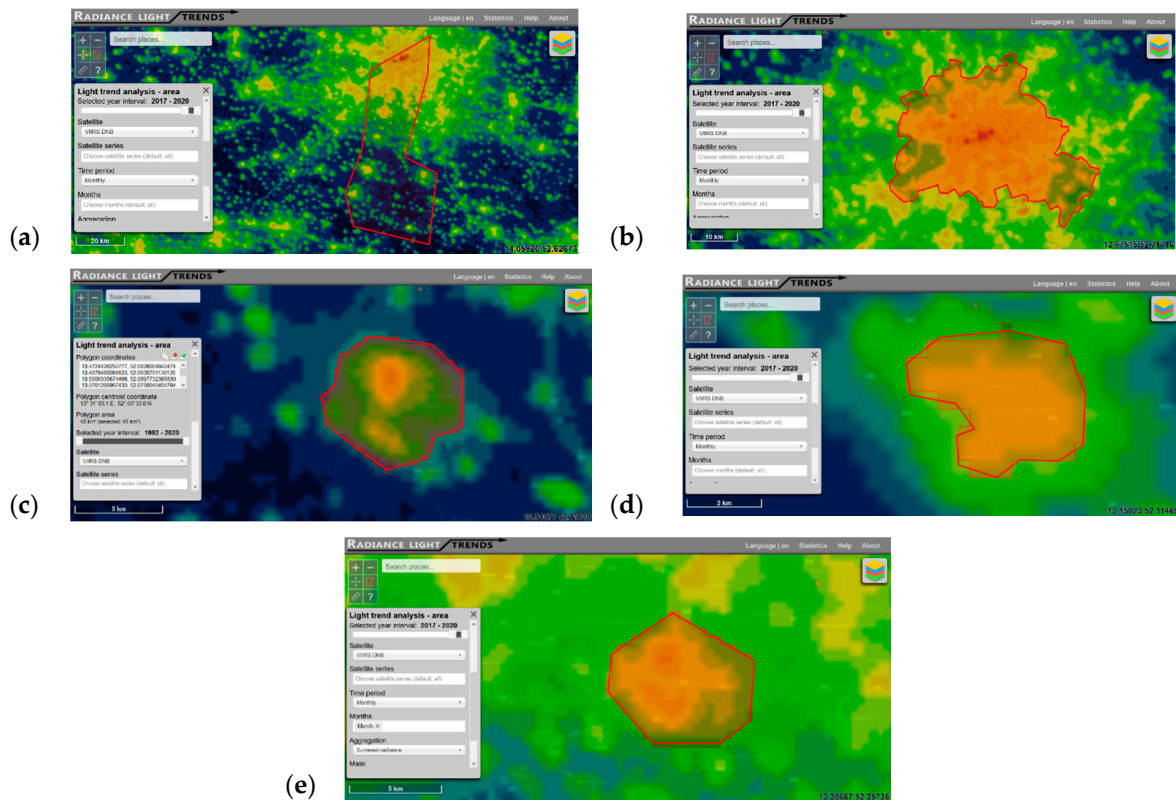 RADIANCE LIGHT TRENDS
Language | en Statistics Help About
Search places...
Light trend analysis - area
Selected year interval: 2017 - 2020
Satellite
VIIRS DNB
Satellite series
Choose satellite series (default: all)
Time period
Monthly
Months
Choose months (default: all)
Aggregation
20 km
(a)
RADIANCE LIGHT TRENDS
Language | en Statistics Help About
Search places...
Light trend analysis - area
Selected year interval: 2017 - 2020
Satellite
VIIRS DNB
Satellite series
Choose satellite series (default: all)
Time period
Monthly
Months
Choose months (default: all)
Aggregation
10 km
(b)
RADIANCE LIGHT TRENDS
Language | en Statistics Help About
Search places...
Light trend analysis - area
Polygon coordinates
Polygon centroid coordinate
Polygon area
Selected year interval: 1992 - 2020
Satellite
VIIRS DNB
Satellite series
Choose satellite series (default: all)
5 km
(c)
RADIANCE LIGHT TRENDS
Language | en Statistics Help About
Search places...
Light trend analysis - area
Selected year interval: 2017 - 2020
Satellite
VIIRS DNB
Satellite series
Choose satellite series (default: all)
Time period
Monthly
Months
Choose months (default: all)
2 km
13.15023 52.11465
(d)
RADIANCE LIGHT TRENDS
Language | en Statistics Help About
Search places...
Light trend analysis - area
Selected year interval: 2017 - 2020
Satellite
VIIRS DNB
Satellite series
Choose satellite series (default: all)
Time period
Monthly
Months
March
Aggregation
Summed radiance
Mask
5 km
(e)